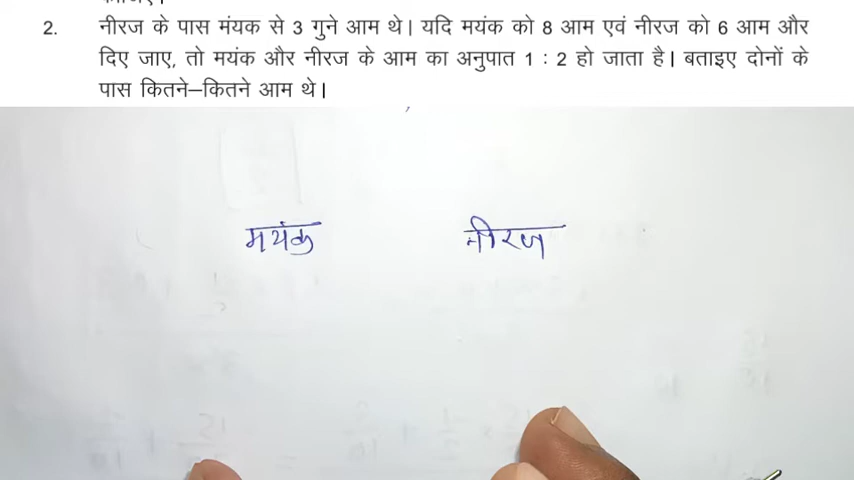 2. नीरज के पास मंयक से 3 गुने आम थे। यदि मयंक को 8 आम एवं नीरज को 6 आम और
दिए जाए, तो मयंक और नीरज के आम का अनुपात 1 : 2 हो जाता है। बताइए दोनों के
पास कितने–कितने आम थे।
मयंक नीरज